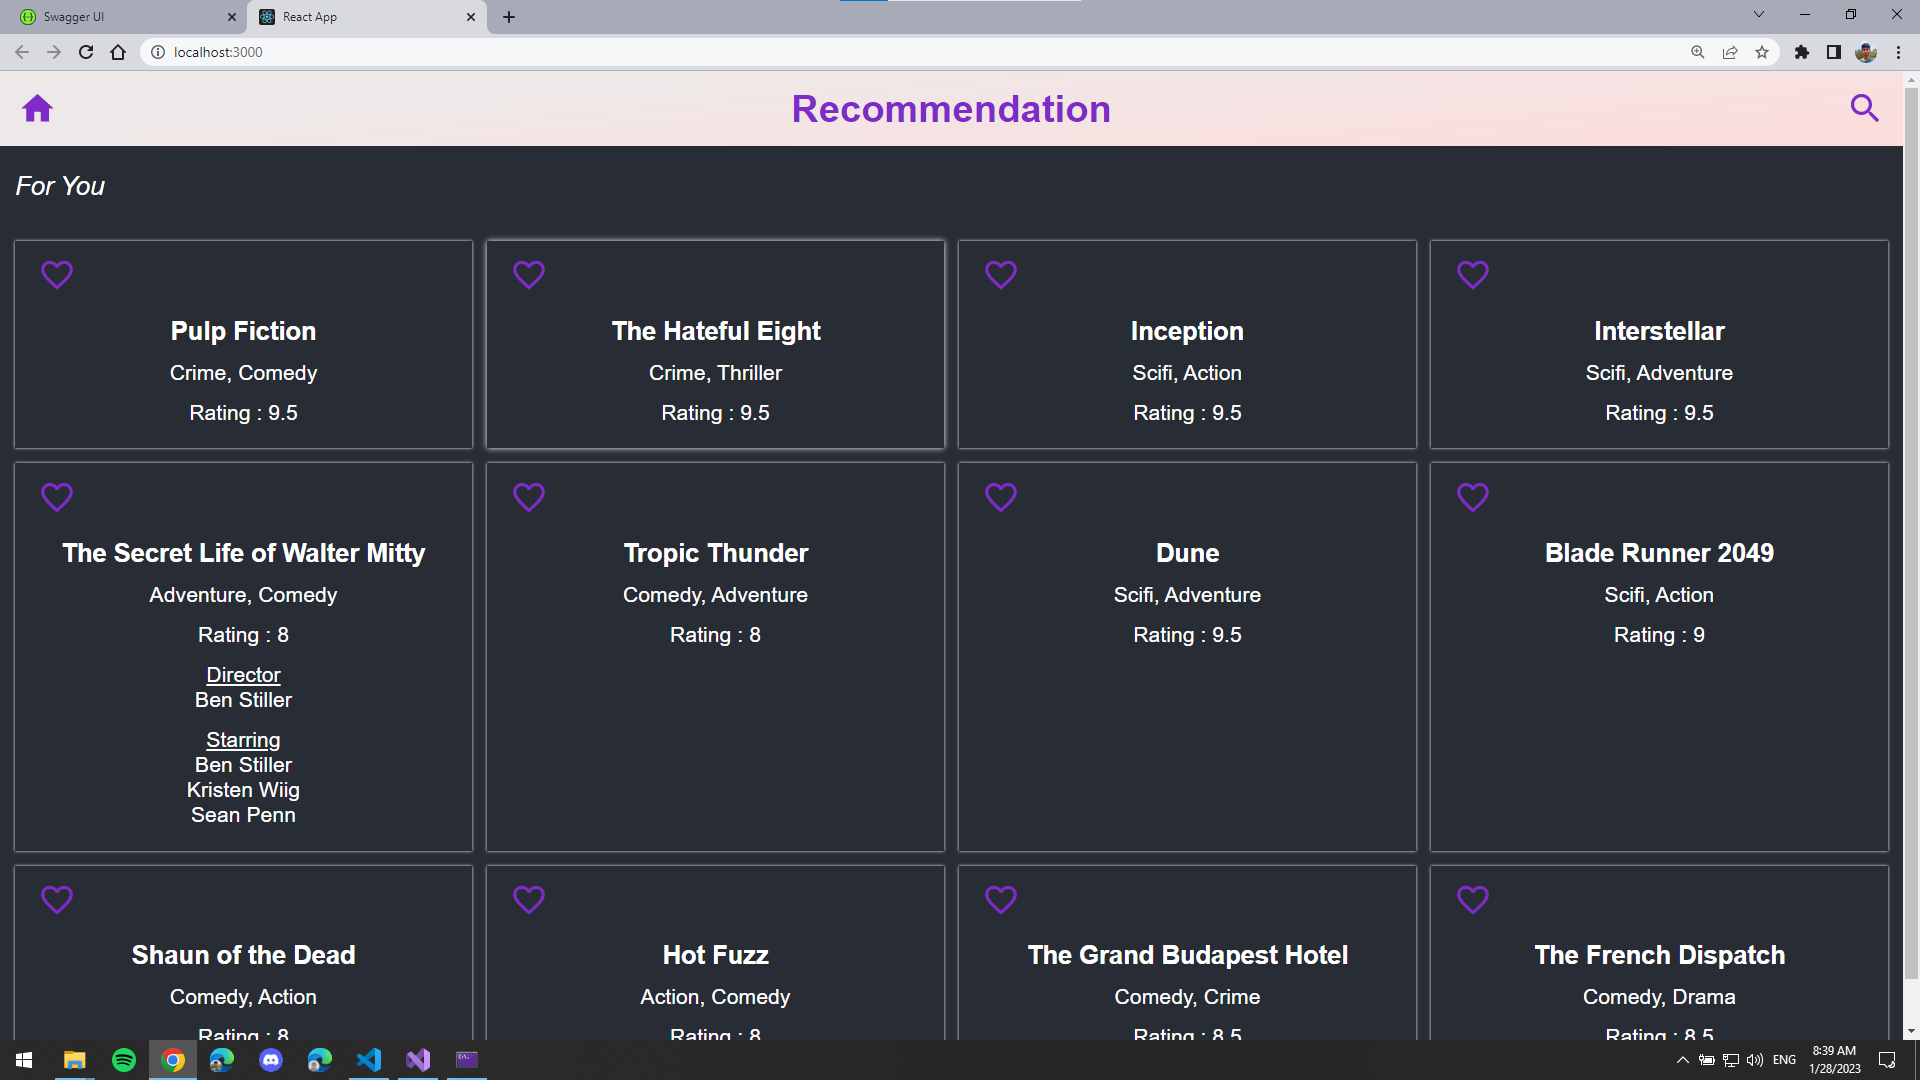 Swagger UI
React App
localhost:3000
Recommendation
For You
Pulp Fiction
Crime, Comedy
Rating : 9.5
The Hateful Eight
Crime, Thriller
Rating : 9.5
Inception
Scifi, Action
Rating : 9.5
Interstellar
Scifi, Adventure
Rating : 9.5
The Secret Life of Walter Mitty
Adventure, Comedy
Rating : 8
Director
Ben Stiller
Starring
Ben Stiller
Kristen Wiig
Sean Penn
Tropic Thunder
Comedy, Adventure
Rating : 8
Dune
Scifi, Adventure
Rating : 9.5
Blade Runner 2049
Scifi, Action
Rating : 9
Shaun of the Dead
Comedy, Action
Rating : 8
Hot Fuzz
Action, Comedy
Rating : 8
The Grand Budapest Hotel
Comedy, Crime
Rating : 8.5
The French Dispatch
Comedy, Drama
Rating : 8.5
ENG
8:39 AM
1/28/2023